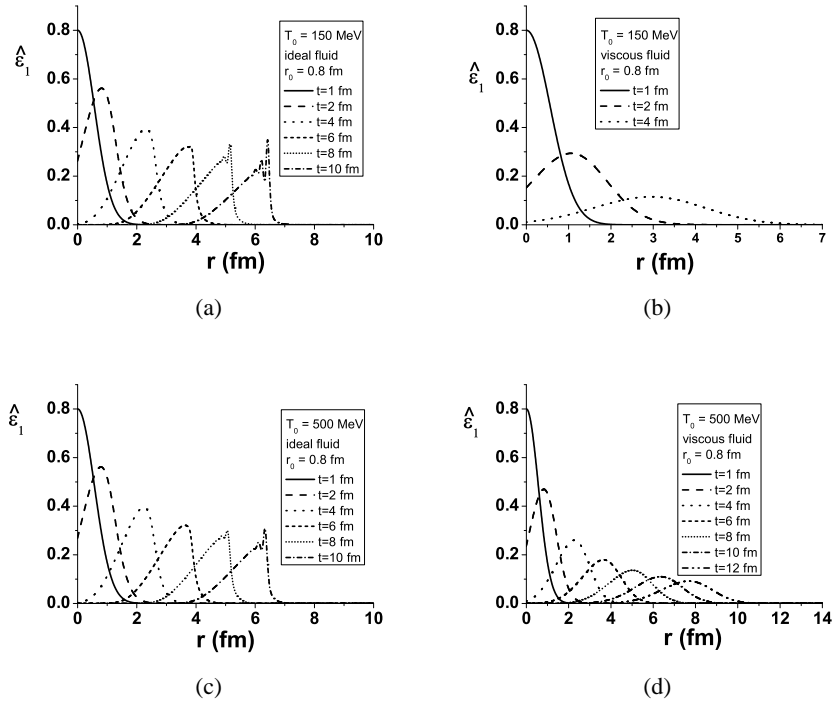 0.8
0.6
0.4
0.2
0.0
ε̂₁
T₀ = 150 MeV
ideal fluid
r₀ = 0.8 fm
t=1 fm
t=2 fm
t=4 fm
t=6 fm
t=8 fm
t=10 fm
0 2 4 6 8 10
r (fm)
(a)
0.8
0.6
0.4
0.2
0.0
ε̂₁
T₀ = 150 MeV
viscous fluid
r₀ = 0.8 fm
t=1 fm
t=2 fm
t=4 fm
0 1 2 3 4 5 6 7
r (fm)
(b)
0.8
0.6
0.4
0.2
0.0
ε̂₁
T₀ = 500 MeV
ideal fluid
r₀ = 0.8 fm
t=1 fm
t=2 fm
t=4 fm
t=6 fm
t=8 fm
t=10 fm
0 2 4 6 8 10
r (fm)
(c)
0.8
0.6
0.4
0.2
0.0
ε̂₁
T₀ = 500 MeV
viscous fluid
r₀ = 0.8 fm
t=1 fm
t=2 fm
t=4 fm
t=6 fm
t=8 fm
t=10 fm
t=12 fm
0 2 4 6 8 10 12 14
r (fm)
(d)